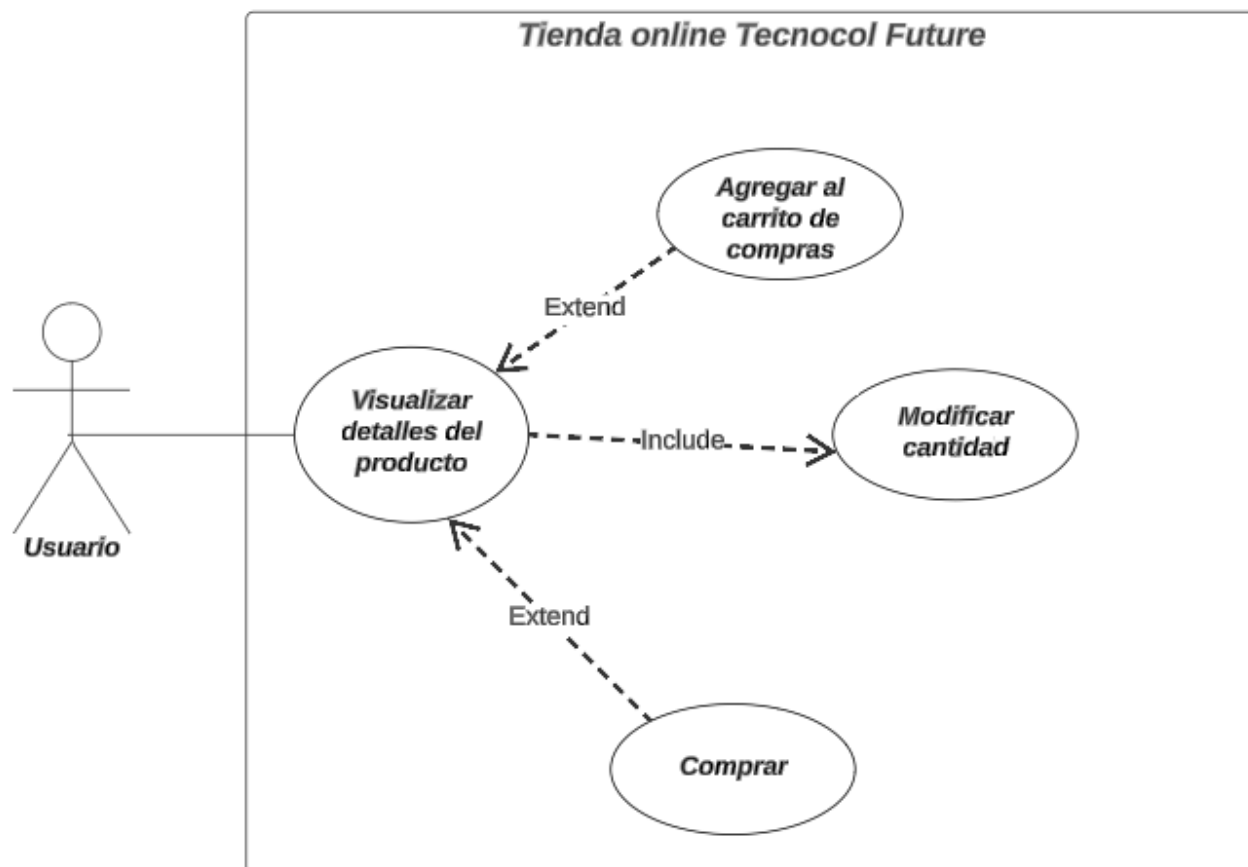 Tienda online Tecnocol Future
Agregar al
carrito de
compras
Extend
Visualizar
detalles del
producto
Include
Modificar
cantidad
Usuario
Extend
Comprar